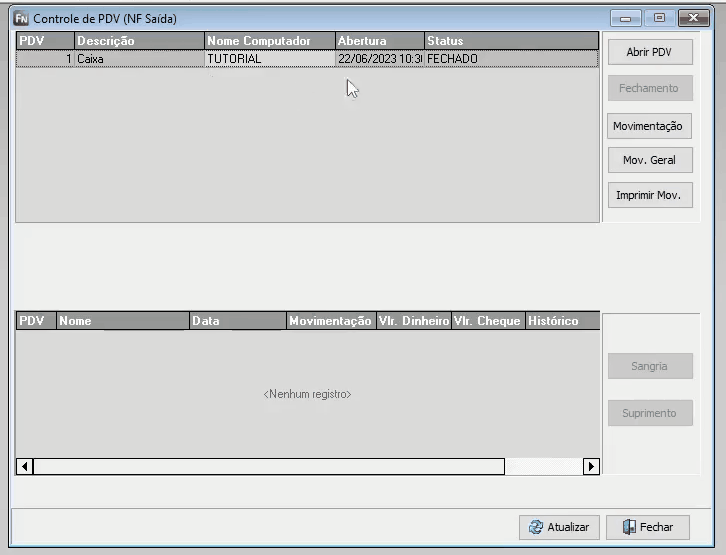 FN Controle de PDV (NF Saída)
PDV Descrição Nome Computador Abertura Status
1 Caixa TUTORIAL 22/06/2023 10:3 FECHADO
Abrir PDV
Fechamento
Movimentação
Mov. Geral
Imprimir Mov.
PDV Nome Data Movimentação Vlr. Dinheiro Vlr. Cheque Histórico
<Nenhum registro>
Sangria
Suprimento
Atualizar Fechar